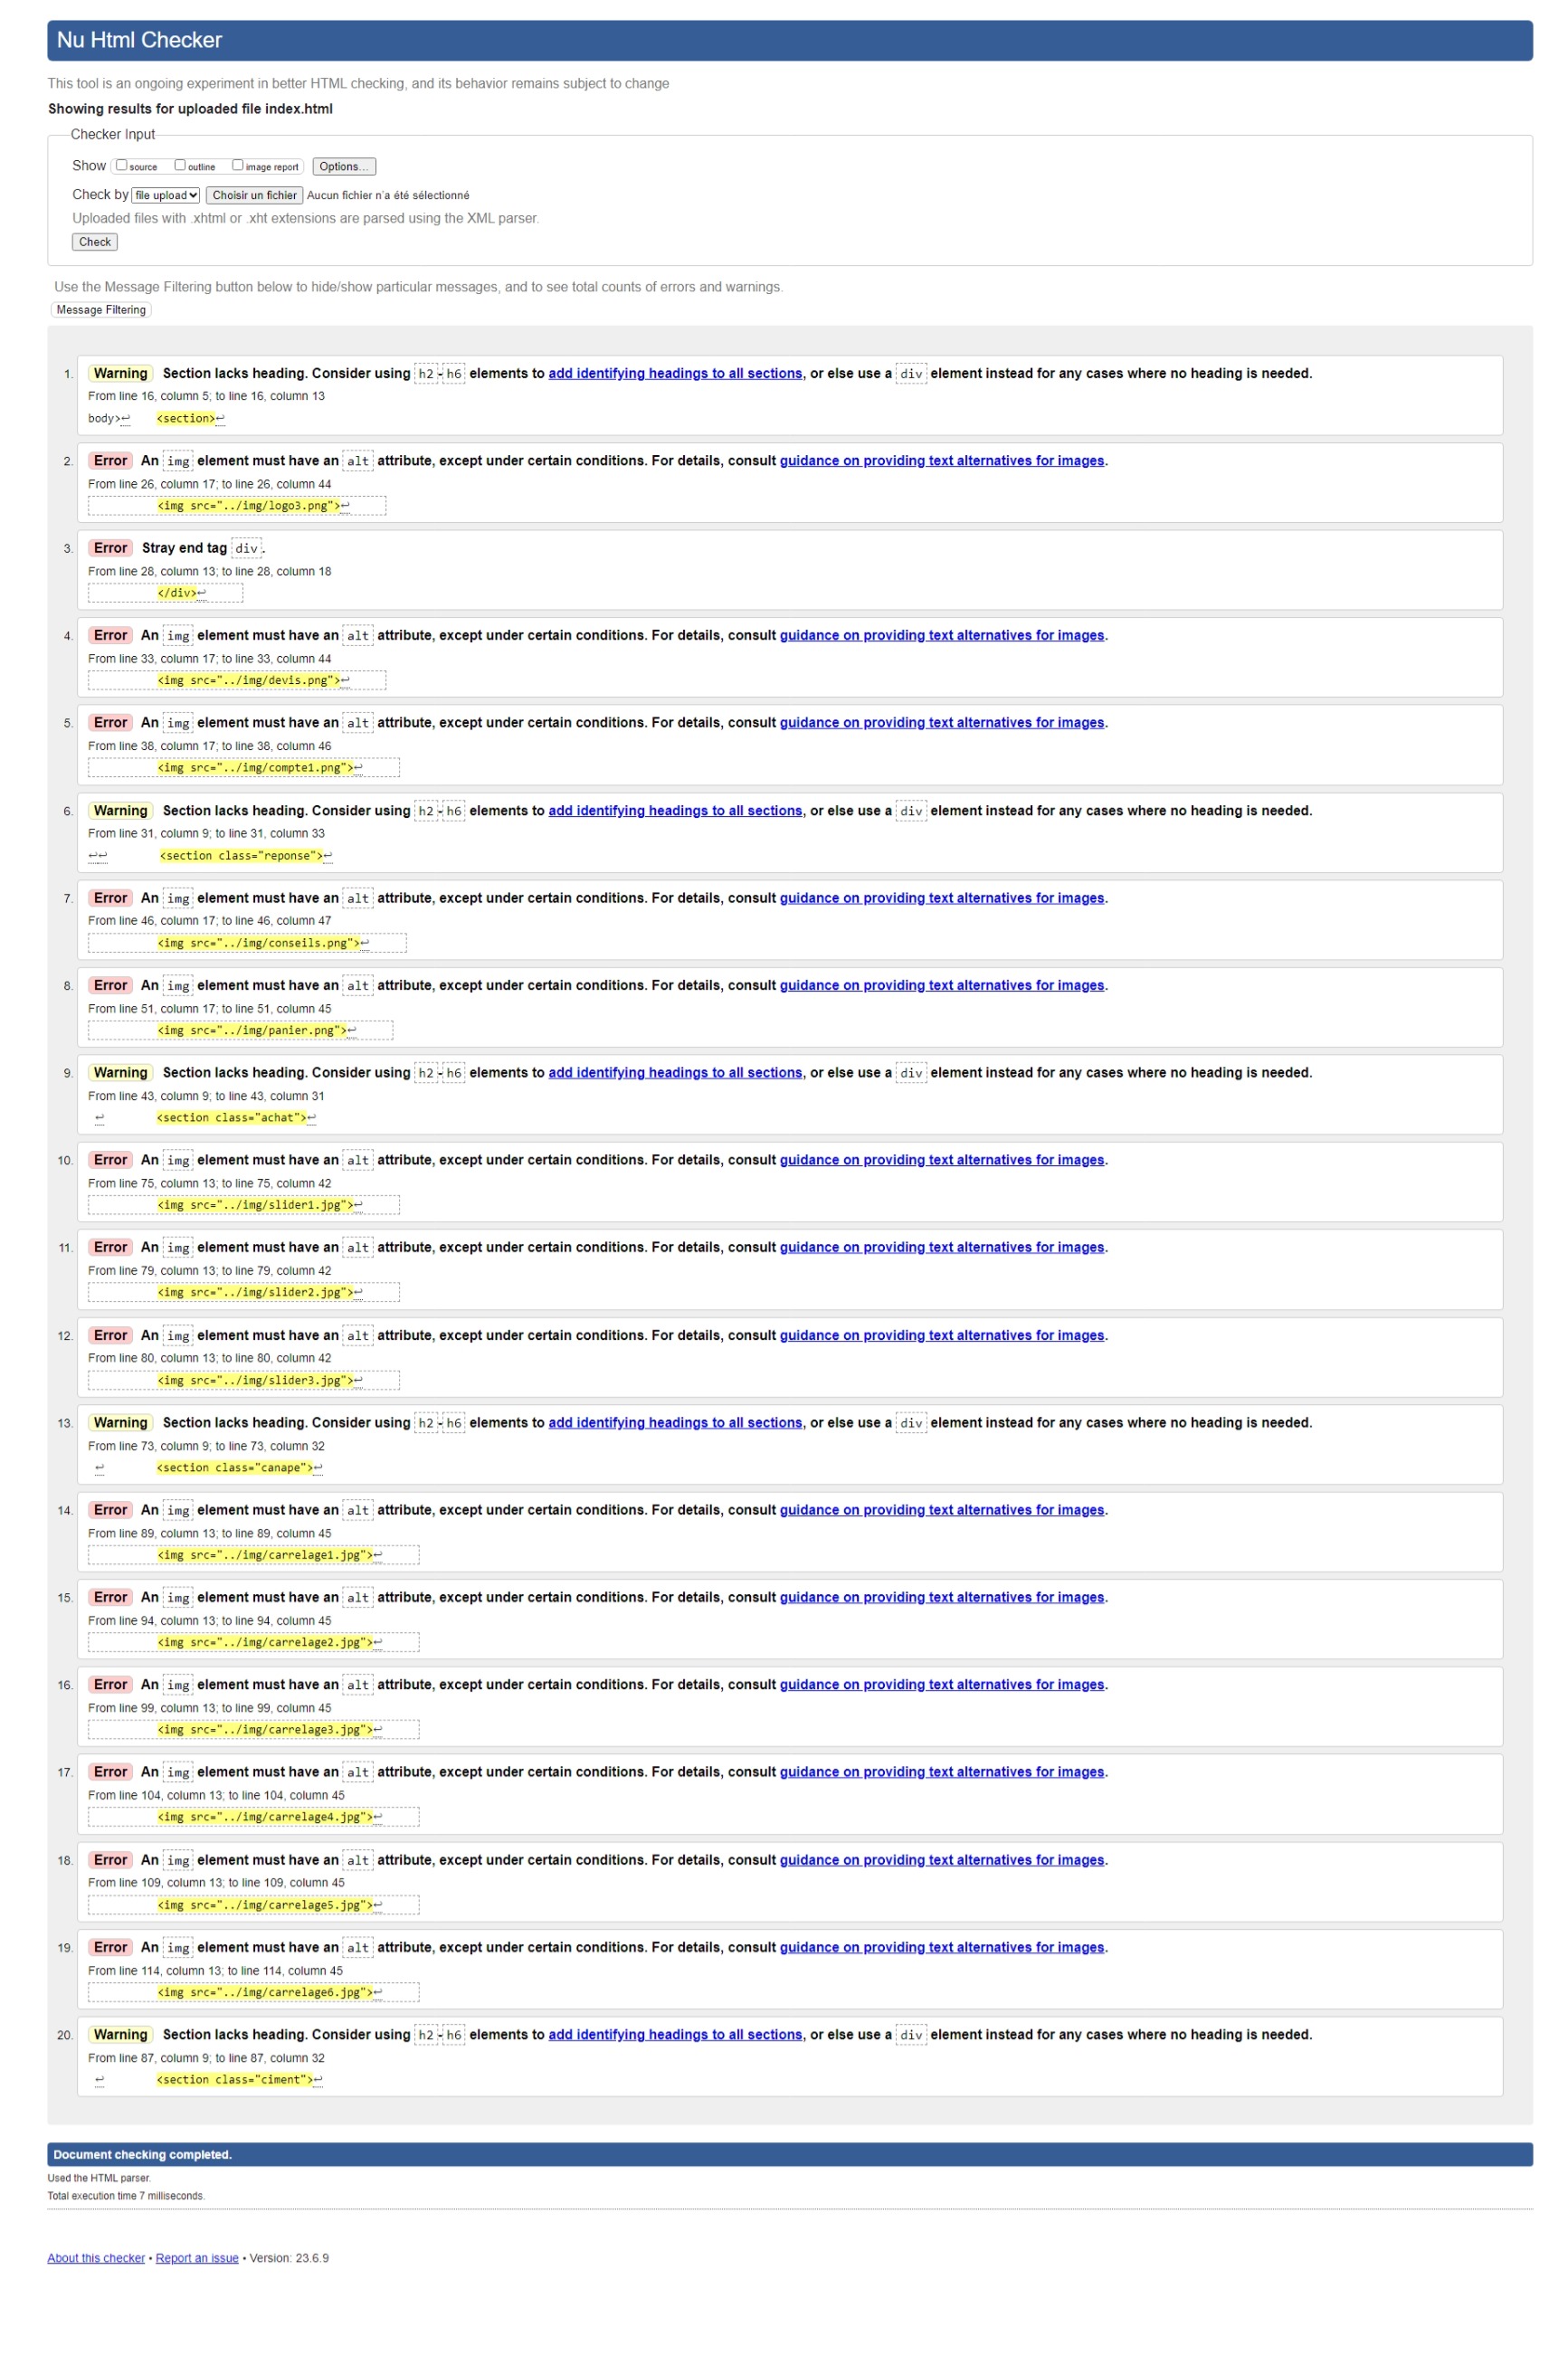 Nu Html Checker
This tool is an ongoing experiment in better HTML checking, and its behavior remains subject to change
Showing results for uploaded file index.html
Checker Input
Show source outline image report Options...
Check by file upload Choisir un fichier Aucun fichier n'a été sélectionné
Uploaded files with .xhtml or .xht extensions are parsed using the XML parser.
Check
Use the Message Filtering button below to hide/show particular messages, and to see total counts of errors and warnings.
Message Filtering
1. Warning Section lacks heading. Consider using h2-h6 elements to add identifying headings to all sections, or else use a div element instead for any cases where no heading is needed.
From line 16, column 5; to line 16, column 13
body>↩ <section>↩
2. Error An img element must have an alt attribute, except under certain conditions. For details, consult guidance on providing text alternatives for images.
From line 26, column 17; to line 26, column 44
<img src="../img/logo3.png">↩
3. Error Stray end tag div.
From line 28, column 13; to line 28, column 18
</div>↩
4. Error An img element must have an alt attribute, except under certain conditions. For details, consult guidance on providing text alternatives for images.
From line 33, column 17; to line 33, column 44
<img src="../img/devis.png">↩
5. Error An img element must have an alt attribute, except under certain conditions. For details, consult guidance on providing text alternatives for images.
From line 38, column 17; to line 38, column 46
<img src="../img/compte1.png">↩
6. Warning Section lacks heading. Consider using h2-h6 elements to add identifying headings to all sections, or else use a div element instead for any cases where no heading is needed.
From line 31, column 9; to line 31, column 33
↩↩ <section class="reponse">↩
7. Error An img element must have an alt attribute, except under certain conditions. For details, consult guidance on providing text alternatives for images.
From line 46, column 17; to line 46, column 47
<img src="../img/conseils.png">↩
8. Error An img element must have an alt attribute, except under certain conditions. For details, consult guidance on providing text alternatives for images.
From line 51, column 17; to line 51, column 45
<img src="../img/panier.png">↩
9. Warning Section lacks heading. Consider using h2-h6 elements to add identifying headings to all sections, or else use a div element instead for any cases where no heading is needed.
From line 43, column 9; to line 43, column 31
↩ <section class="achat">↩
10. Error An img element must have an alt attribute, except under certain conditions. For details, consult guidance on providing text alternatives for images.
From line 75, column 13; to line 75, column 42
<img src="../img/slider1.jpg">↩
11. Error An img element must have an alt attribute, except under certain conditions. For details, consult guidance on providing text alternatives for images.
From line 79, column 13; to line 79, column 42
<img src="../img/slider2.jpg">↩
12. Error An img element must have an alt attribute, except under certain conditions. For details, consult guidance on providing text alternatives for images.
From line 80, column 13; to line 80, column 42
<img src="../img/slider3.jpg">↩
13. Warning Section lacks heading. Consider using h2-h6 elements to add identifying headings to all sections, or else use a div element instead for any cases where no heading is needed.
From line 73, column 9; to line 73, column 32
↩ <section class="canape">↩
14. Error An img element must have an alt attribute, except under certain conditions. For details, consult guidance on providing text alternatives for images.
From line 89, column 13; to line 89, column 45
<img src="../img/carrelage1.jpg">↩
15. Error An img element must have an alt attribute, except under certain conditions. For details, consult guidance on providing text alternatives for images.
From line 94, column 13; to line 94, column 45
<img src="../img/carrelage2.jpg">↩
16. Error An img element must have an alt attribute, except under certain conditions. For details, consult guidance on providing text alternatives for images.
From line 99, column 13; to line 99, column 45
<img src="../img/carrelage3.jpg">↩
17. Error An img element must have an alt attribute, except under certain conditions. For details, consult guidance on providing text alternatives for images.
From line 104, column 13; to line 104, column 45
<img src="../img/carrelage4.jpg">↩
18. Error An img element must have an alt attribute, except under certain conditions. For details, consult guidance on providing text alternatives for images.
From line 109, column 13; to line 109, column 45
<img src="../img/carrelage5.jpg">↩
19. Error An img element must have an alt attribute, except under certain conditions. For details, consult guidance on providing text alternatives for images.
From line 114, column 13; to line 114, column 45
<img src="../img/carrelage6.jpg">↩
20. Warning Section lacks heading. Consider using h2-h6 elements to add identifying headings to all sections, or else use a div element instead for any cases where no heading is needed.
From line 87, column 9; to line 87, column 32
↩ <section class="ciment">↩
Document checking completed.
Used the HTML parser.
Total execution time 7 milliseconds.
About this checker • Report an issue • Version: 23.6.9